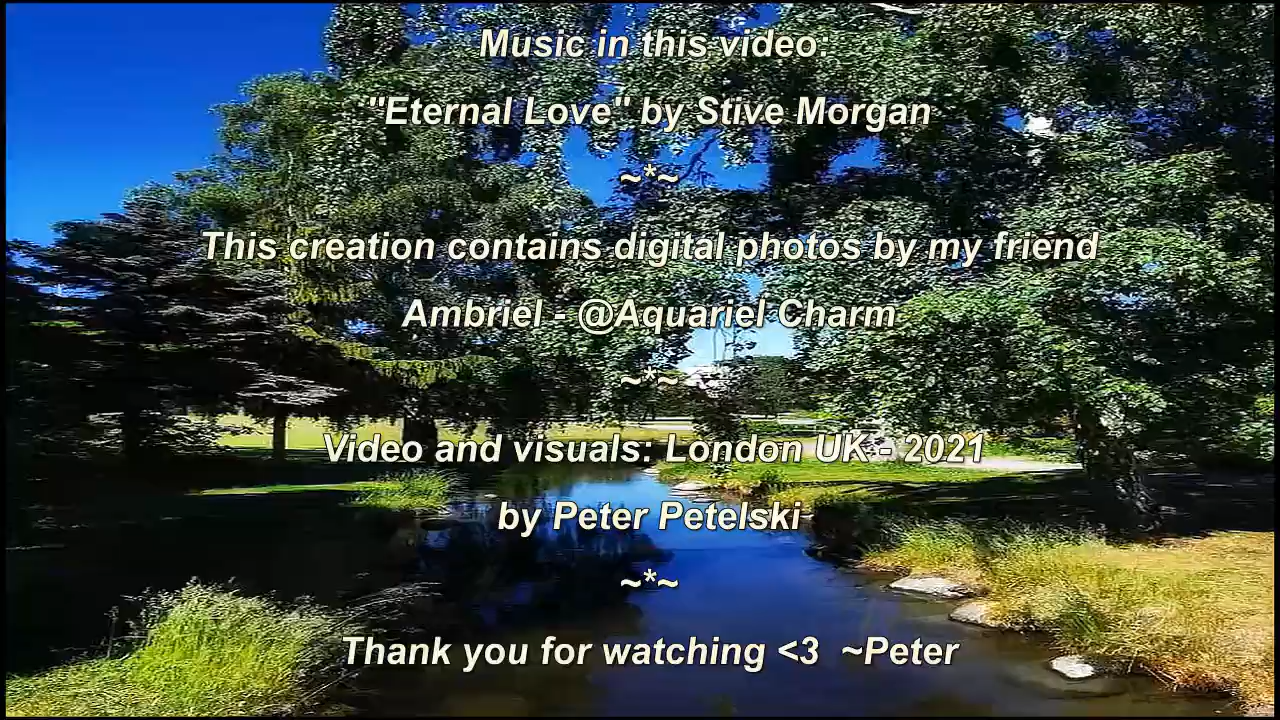 Music in this video:
"Eternal Love" by Stive Morgan
~*~
This creation contains digital photos by my friend
Ambriel - @Aquariel Charm
~*~
Video and visuals: London UK - 2021
by Peter Petelski
~*~
Thank you for watching <3  ~Peter